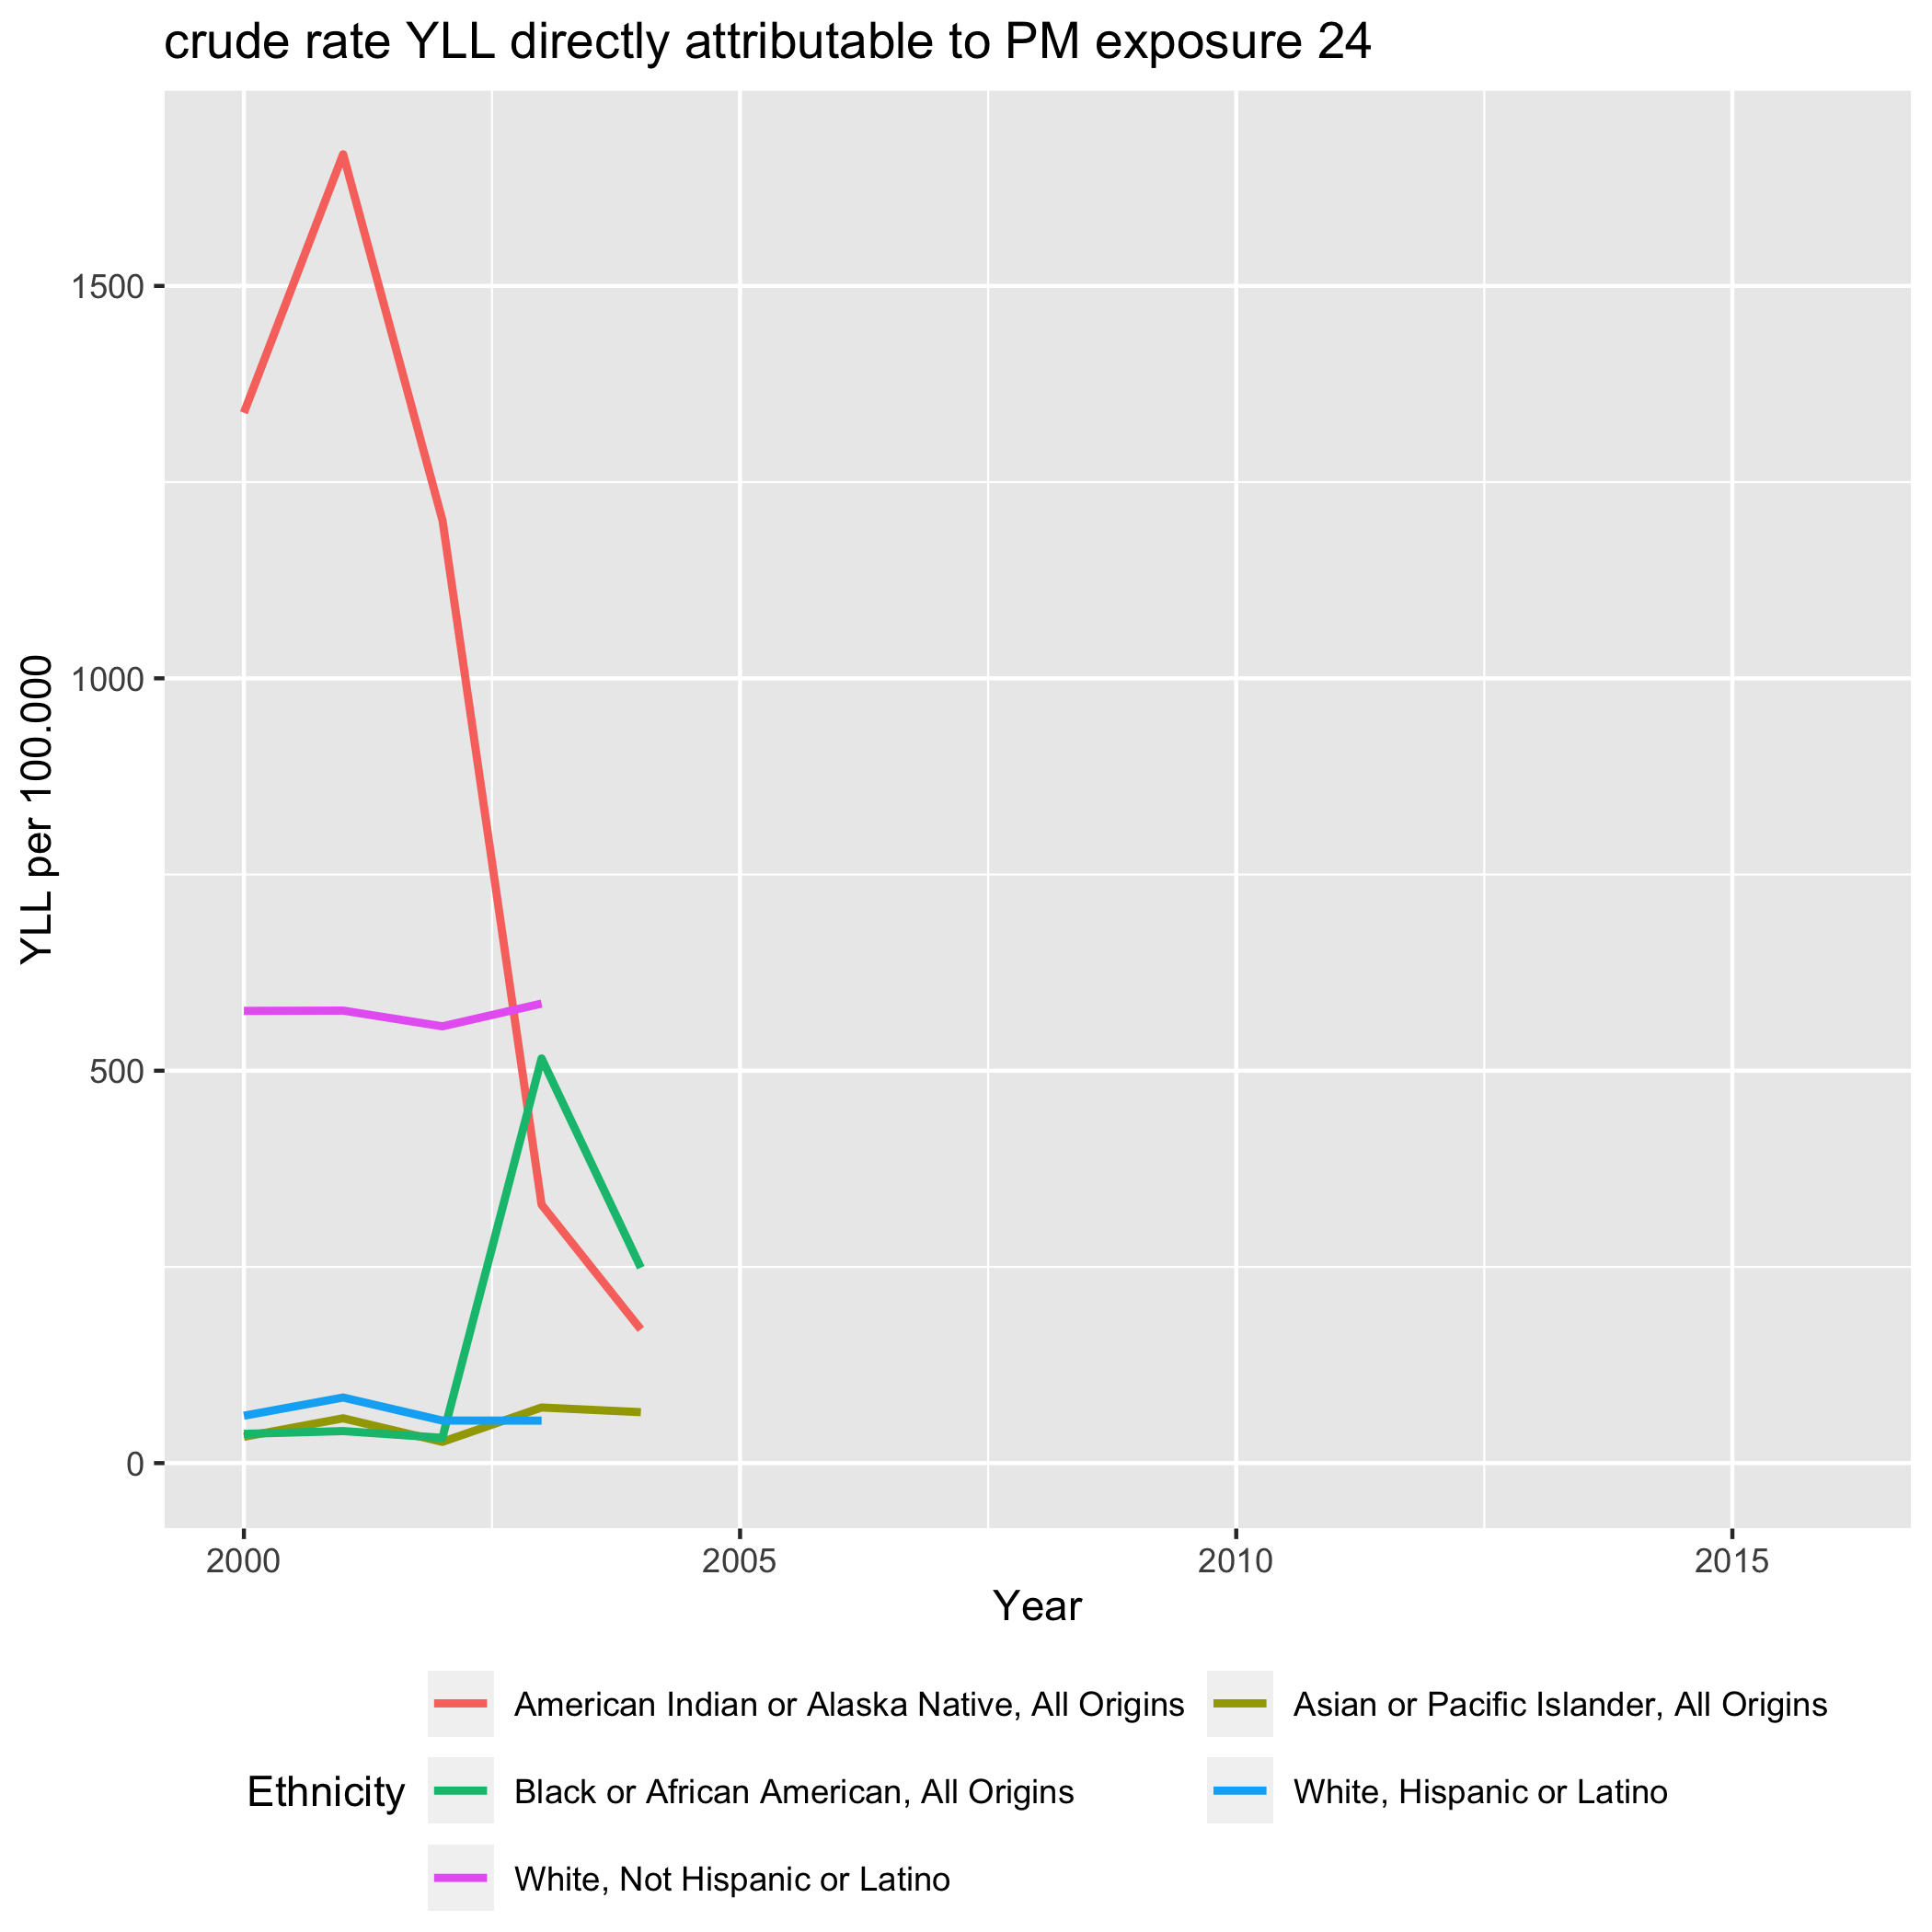 crude rate YLL directly attributable to PM exposure 24
YLL per 100.000
1500
1000
500
0
2000 2005 2010 2015
Year
Ethnicity
American Indian or Alaska Native, All Origins
Asian or Pacific Islander, All Origins
Black or African American, All Origins
White, Hispanic or Latino
White, Not Hispanic or Latino